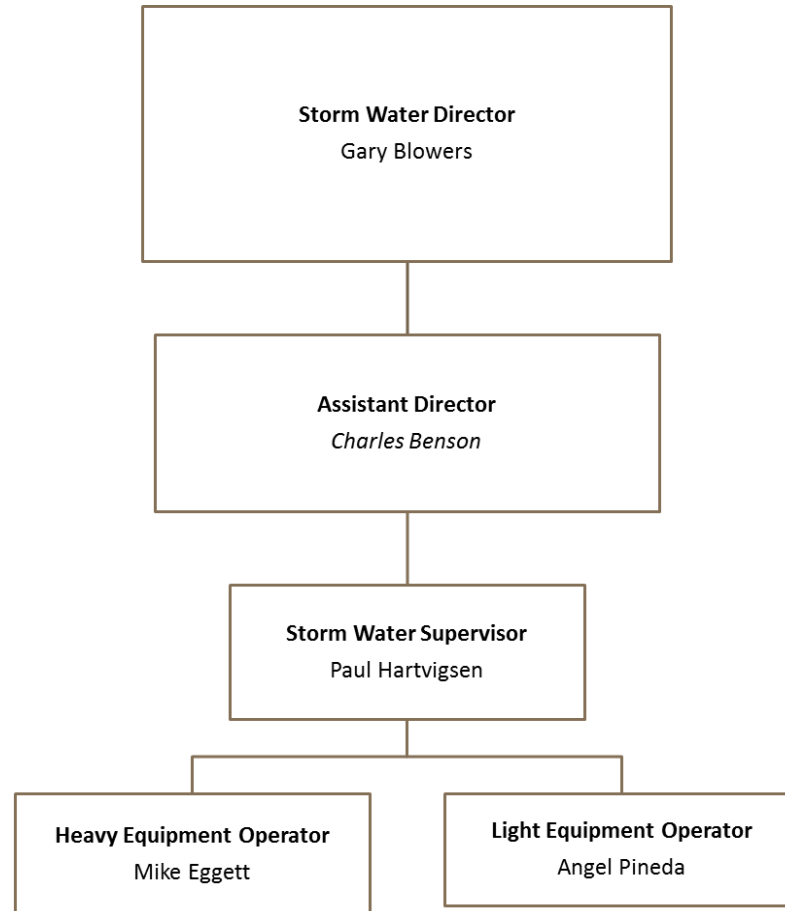 Storm Water Director
Gary Blowers
Assistant Director
Charles Benson
Storm Water Supervisor
Paul Hartvigsen
Heavy Equipment Operator
Mike Eggett
Light Equipment Operator
Angel Pineda